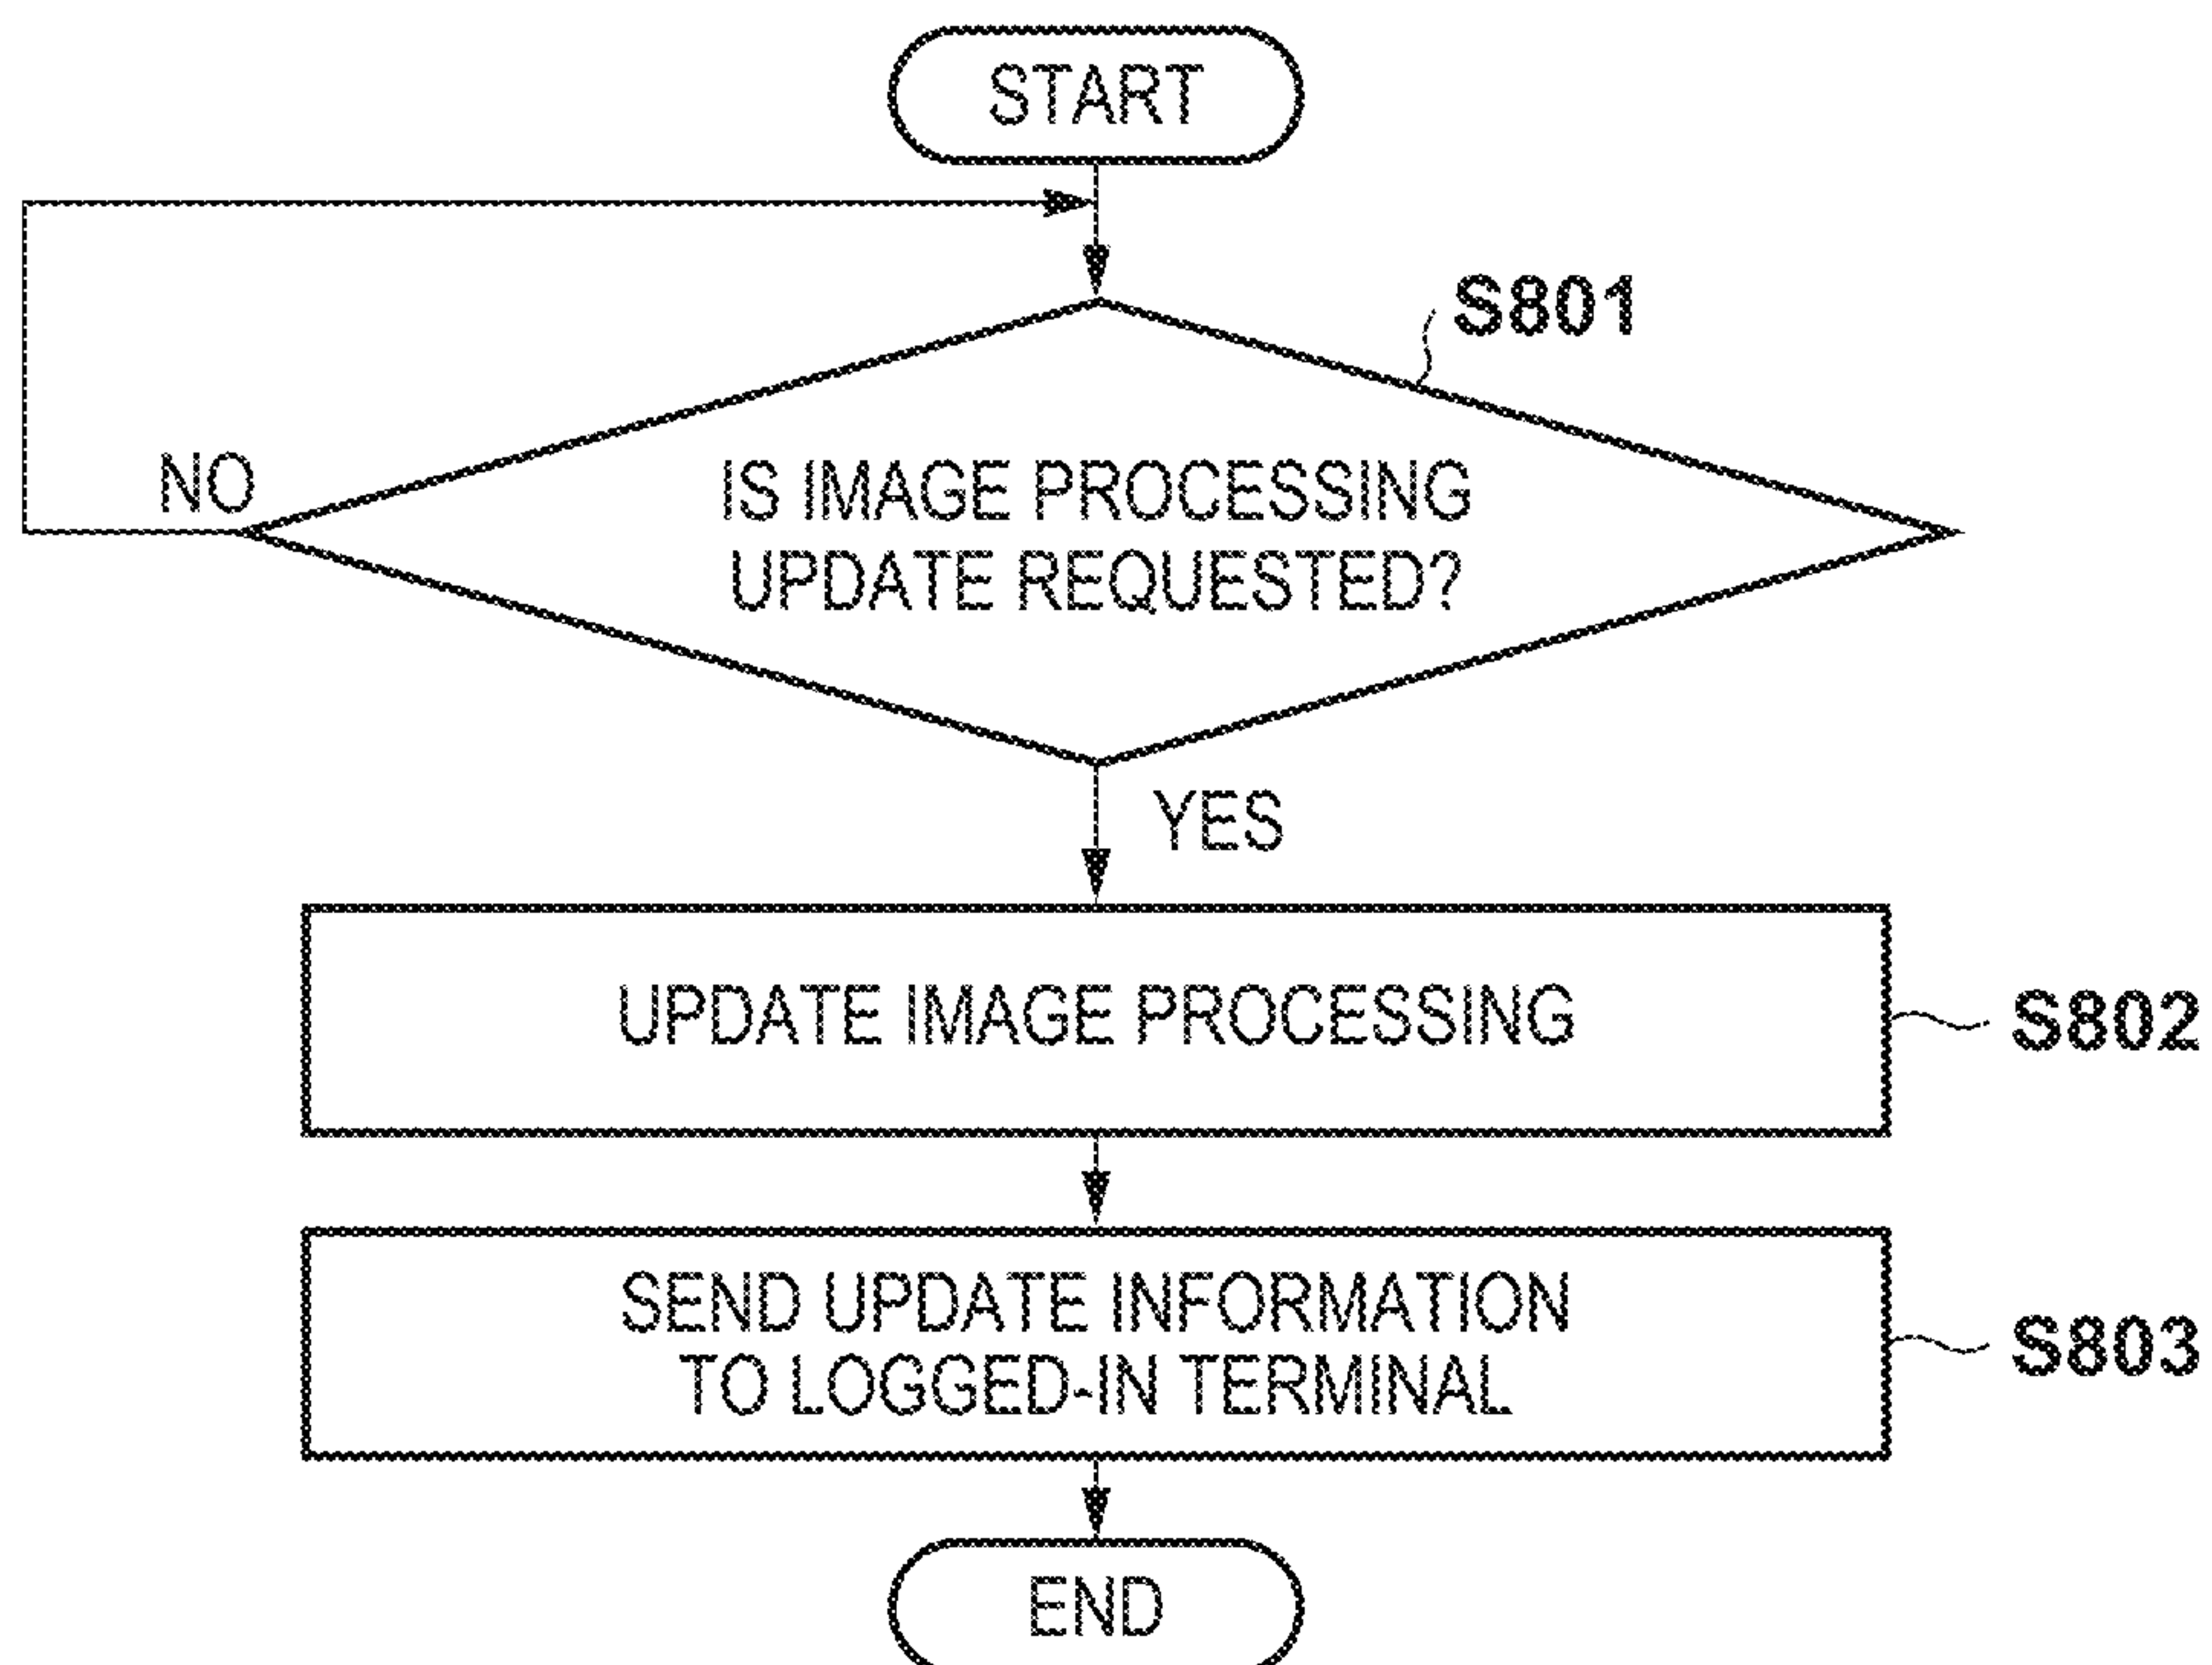 START
S801
NO
IS IMAGE PROCESSING
UPDATE REQUESTED?
YES
UPDATE IMAGE PROCESSING
S802
SEND UPDATE INFORMATION
TO LOGGED-IN TERMINAL
S803
END